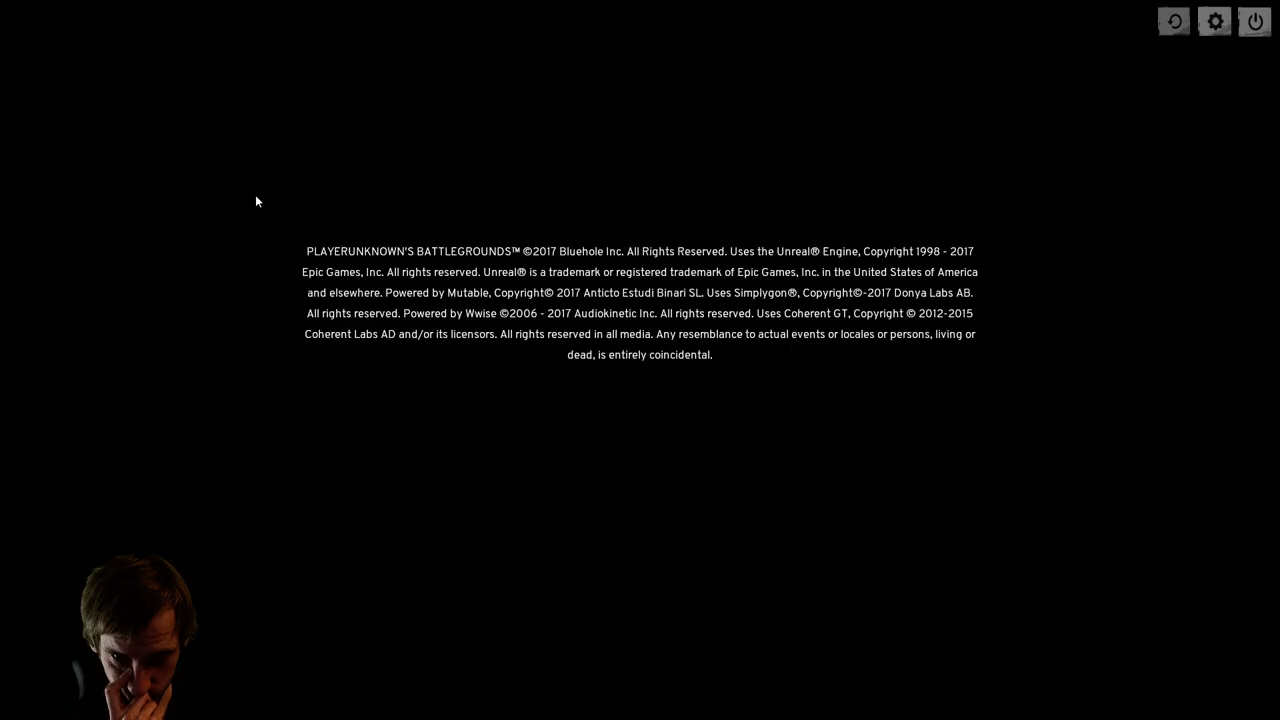 PLAYERUNKNOWN'S BATTLEGROUNDS™ ©2017 Bluehole Inc. All Rights Reserved. Uses the Unreal® Engine, Copyright 1998 - 2017
Epic Games, Inc. All rights reserved. Unreal® is a trademark or registered trademark of Epic Games, Inc. in the United States of America
and elsewhere. Powered by Mutable, Copyright© 2017 Anticto Estudi Binari SL. Uses Simplygon®, Copyright©-2017 Donya Labs AB.
All rights reserved. Powered by Wwise ©2006 - 2017 Audiokinetic Inc. All rights reserved. Uses Coherent GT, Copyright © 2012-2015
Coherent Labs AD and/or its licensors. All rights reserved in all media. Any resemblance to actual events or locales or persons, living or
dead, is entirely coincidental.